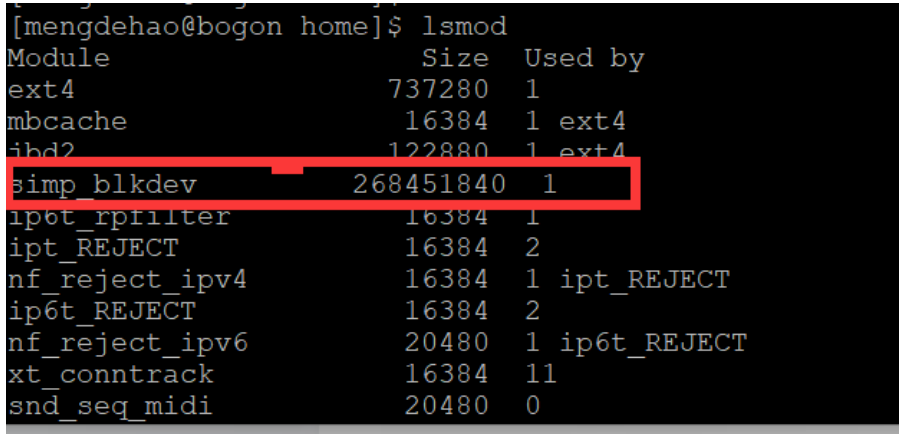 [mengdehao@bogon home]$ lsmod
Module Size Used by
ext4 737280 1
mbcache 16384 1 ext4
jbd2 122880 1 ext4
simp_blkdev 268451840 1
ip6t_rpfilter 16384 1
ipt_REJECT 16384 2
nf_reject_ipv4 16384 1 ipt_REJECT
ip6t_REJECT 16384 2
nf_reject_ipv6 20480 1 ip6t_REJECT
xt_conntrack 16384 11
snd_seq_midi 20480 0